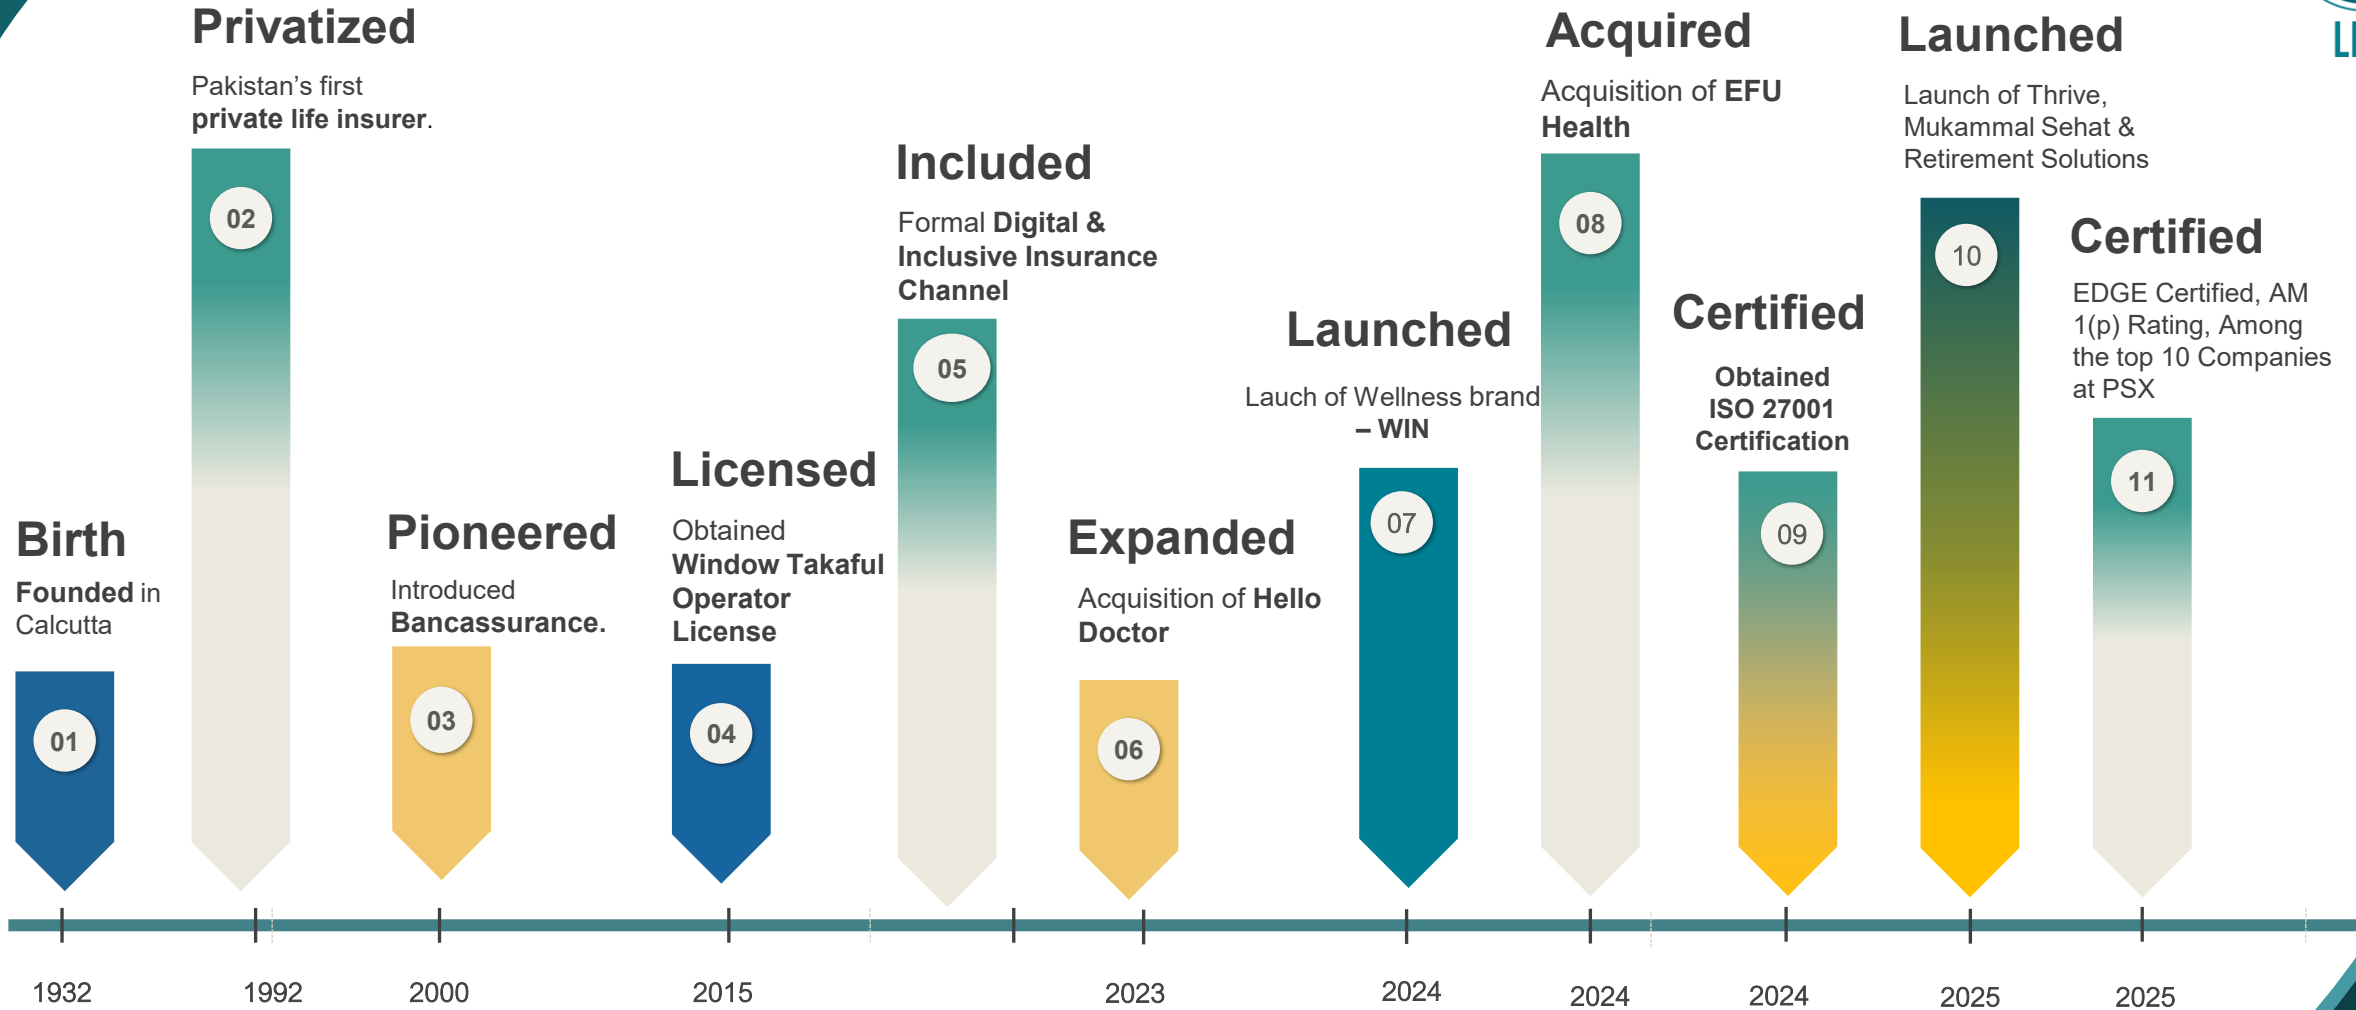 Privatized
Pakistan’s first
private life insurer.
02
Birth
Founded in
Calcutta
01
Pioneered
Introduced
Bancassurance.
03
Licensed
Obtained
Window Takaful
Operator
License
04
Included
Formal Digital &
Inclusive Insurance
Channel
05
Expanded
Acquisition of Hello
Doctor
06
Launched
Lauch of Wellness brand
– WIN
07
Acquired
Acquisition of EFU
Health
08
Certified
Obtained
ISO 27001
Certification
09
Launched
Launch of Thrive,
Mukammal Sehat &
Retirement Solutions
10
Certified
EDGE Certified, AM
1(p) Rating, Among
the top 10 Companies
at PSX
11
1932
1992
2000
2015
2023
2024
2024
2024
2025
2025